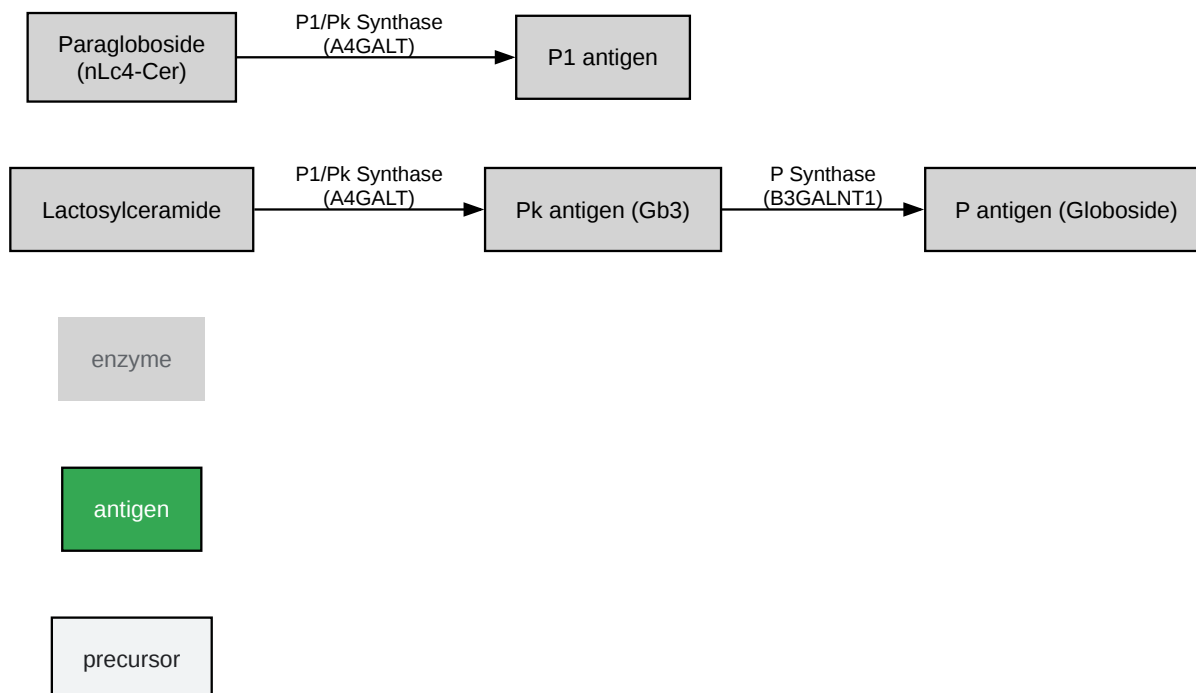 P1/Pk Synthase
(A4GALT)
Paragloboside
(nLc4-Cer)
P1 antigen
P1/Pk Synthase
(A4GALT)
P Synthase
(B3GALNT1)
Lactosylceramide
Pk antigen (Gb3)
P antigen (Globoside)
enzyme
antigen
precursor